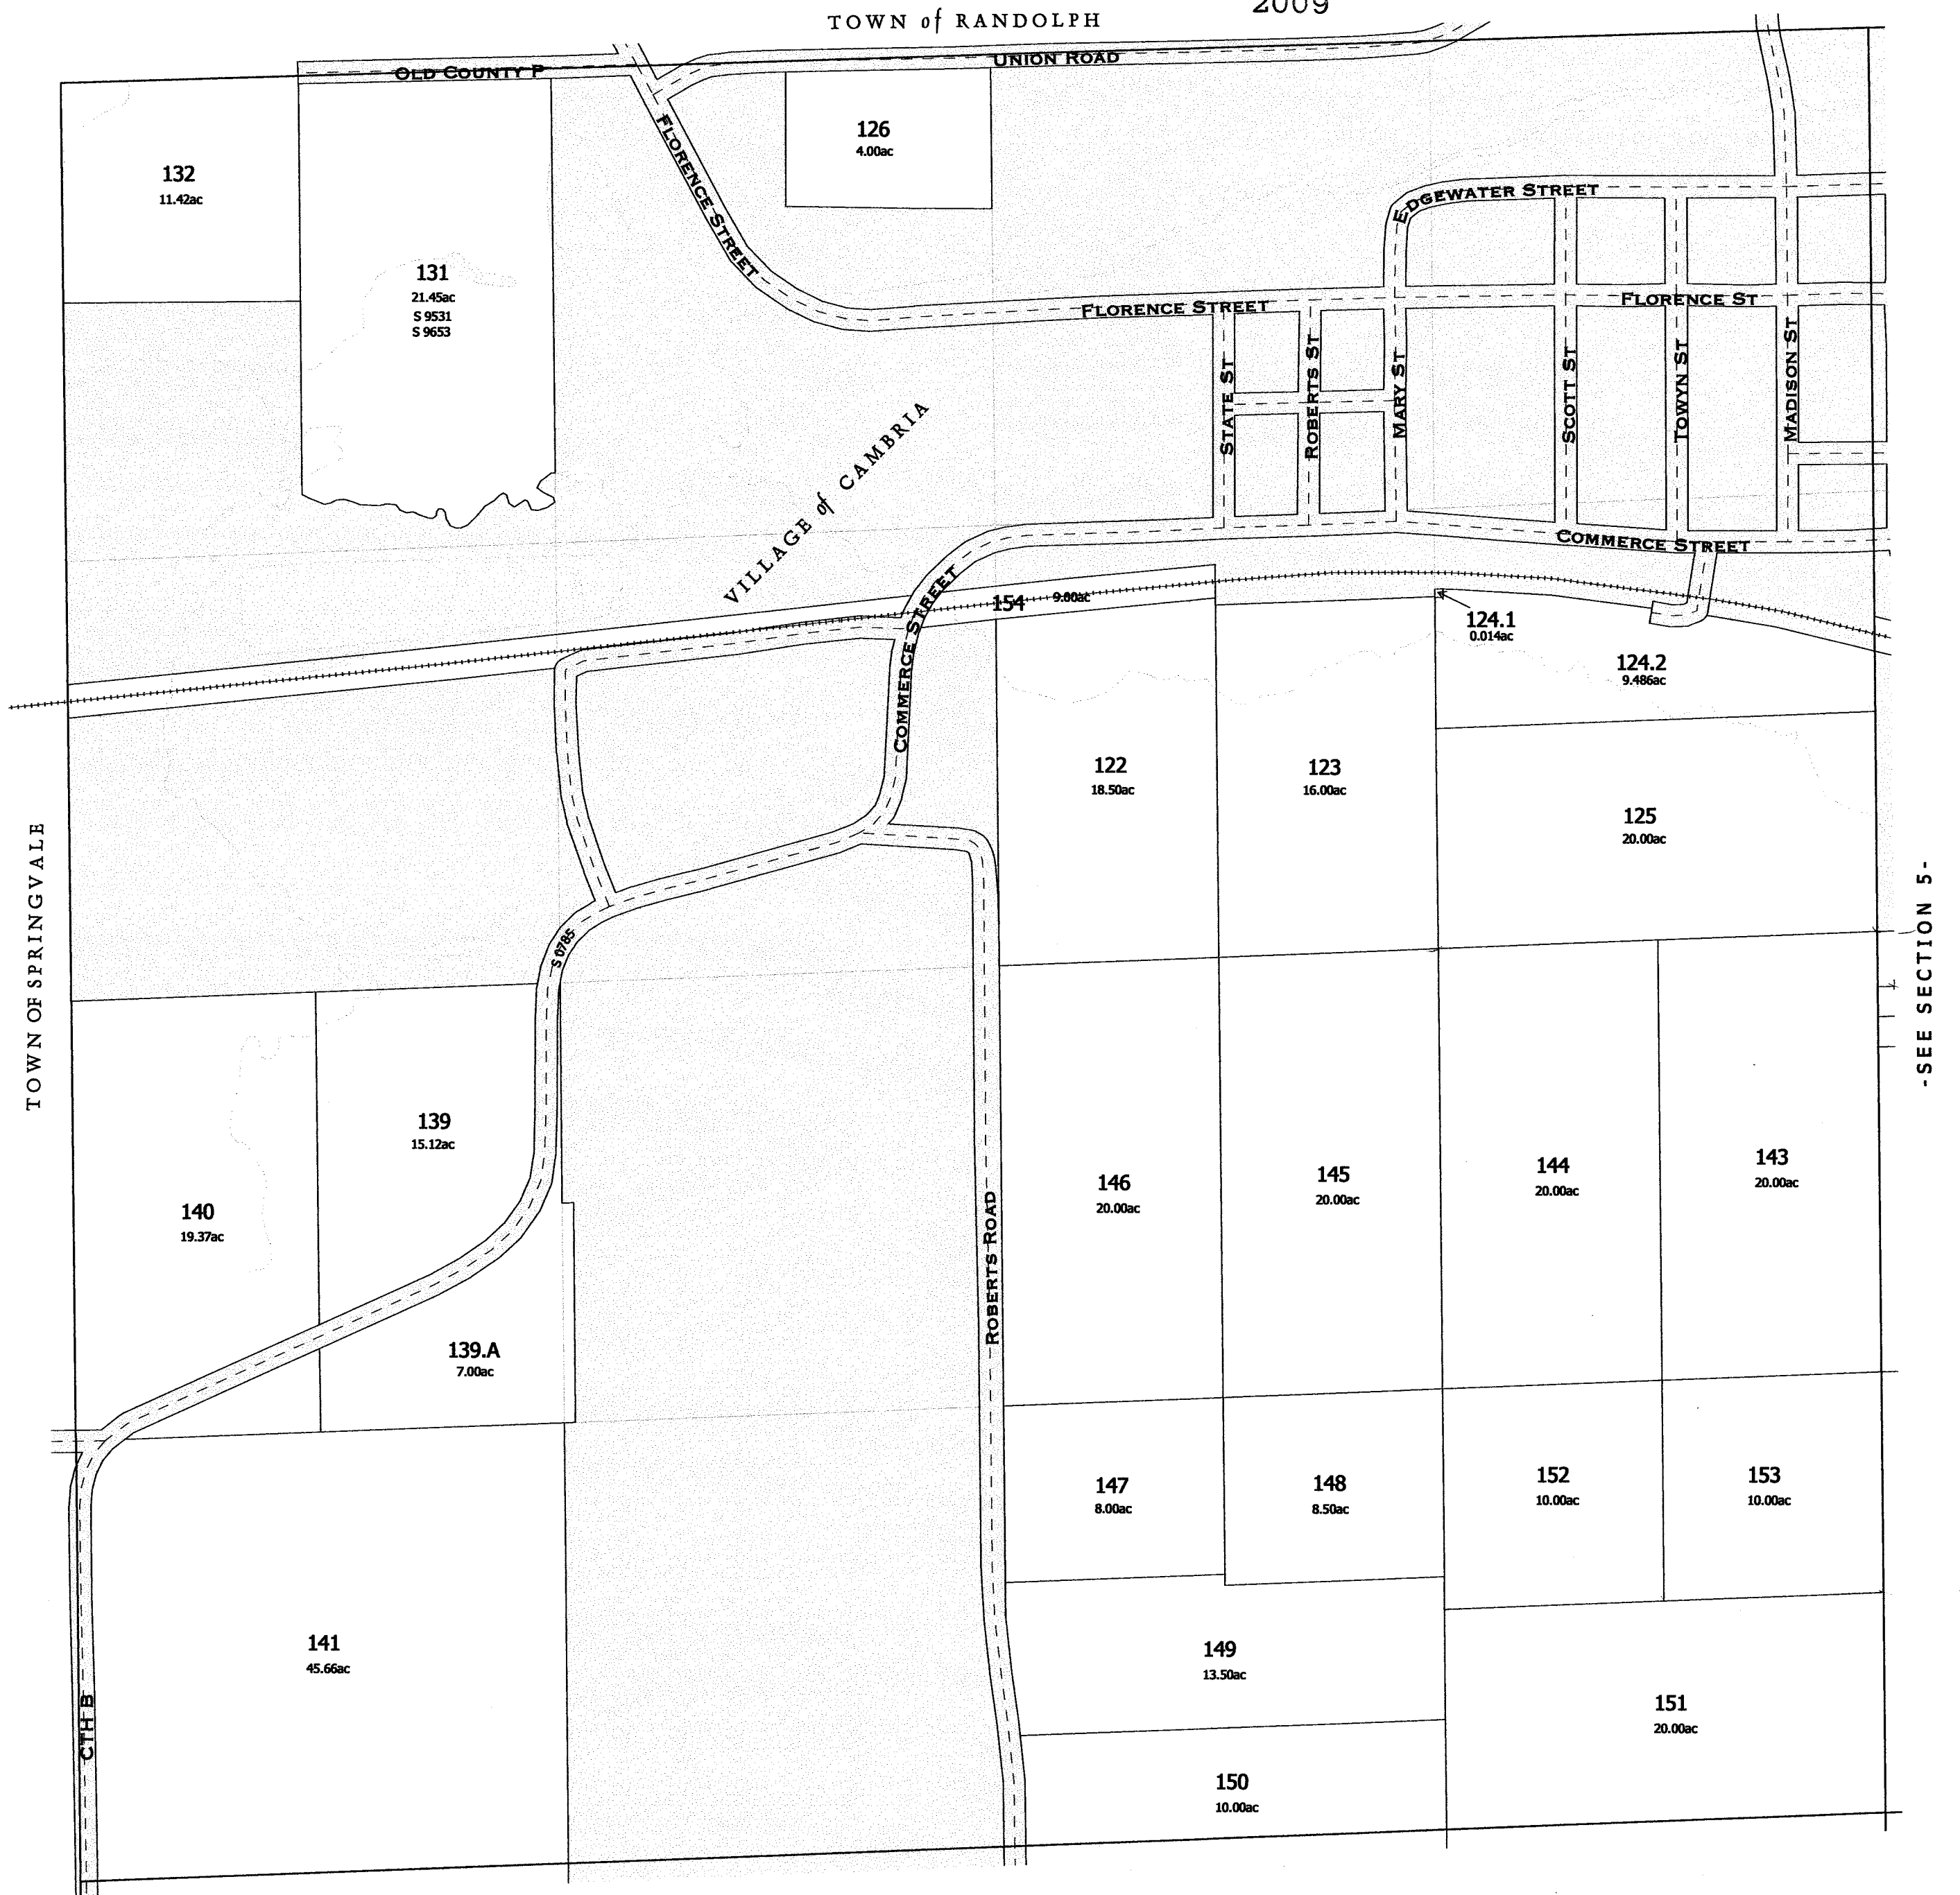 2009
TOWN of RANDOLPH
OLD COUNTY P
UNION ROAD
126
4.00ac
FLORENCE STREET
132
11.42ac
EDGEWATER STREET
131
21.45ac
S 9531
S 9653
FLORENCE STREET
FLORENCE ST
STATE ST
ROBERTS ST
MARY ST
SCOTT ST
TOWYN ST
MADISON ST
VILLAGE of CAMBRIA
COMMERCE STREET
COMMERCE STREET
154
9.00ac
124.1
0.014ac
124.2
9.486ac
COMMERCE STREET
122
18.50ac
123
16.00ac
125
20.00ac
TOWN OF SPRINGVALE
-SEE SECTION 5-
S 0785
139
15.12ac
140
19.37ac
146
20.00ac
145
20.00ac
144
20.00ac
143
20.00ac
ROBERTS ROAD
139.A
7.00ac
147
8.00ac
148
8.50ac
152
10.00ac
153
10.00ac
141
45.66ac
149
13.50ac
151
20.00ac
CTH B
150
10.00ac